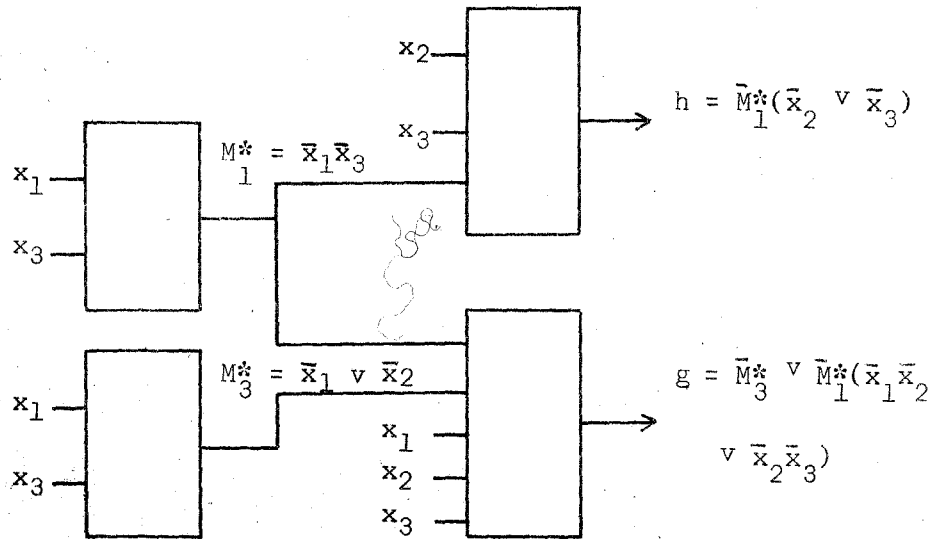 x₂
x₃
h = M̄*₁(x̄₂ v x̄₃)
x₁
x₃
M*₁ = x̄₁x̄₃
x₁
x₃
M*₃ = x̄₁ v x̄₂
x₁
x₂
x₃
g = M̄*₃ v M̄*₁(x̄₁x̄₂
v x̄₂x̄₃)